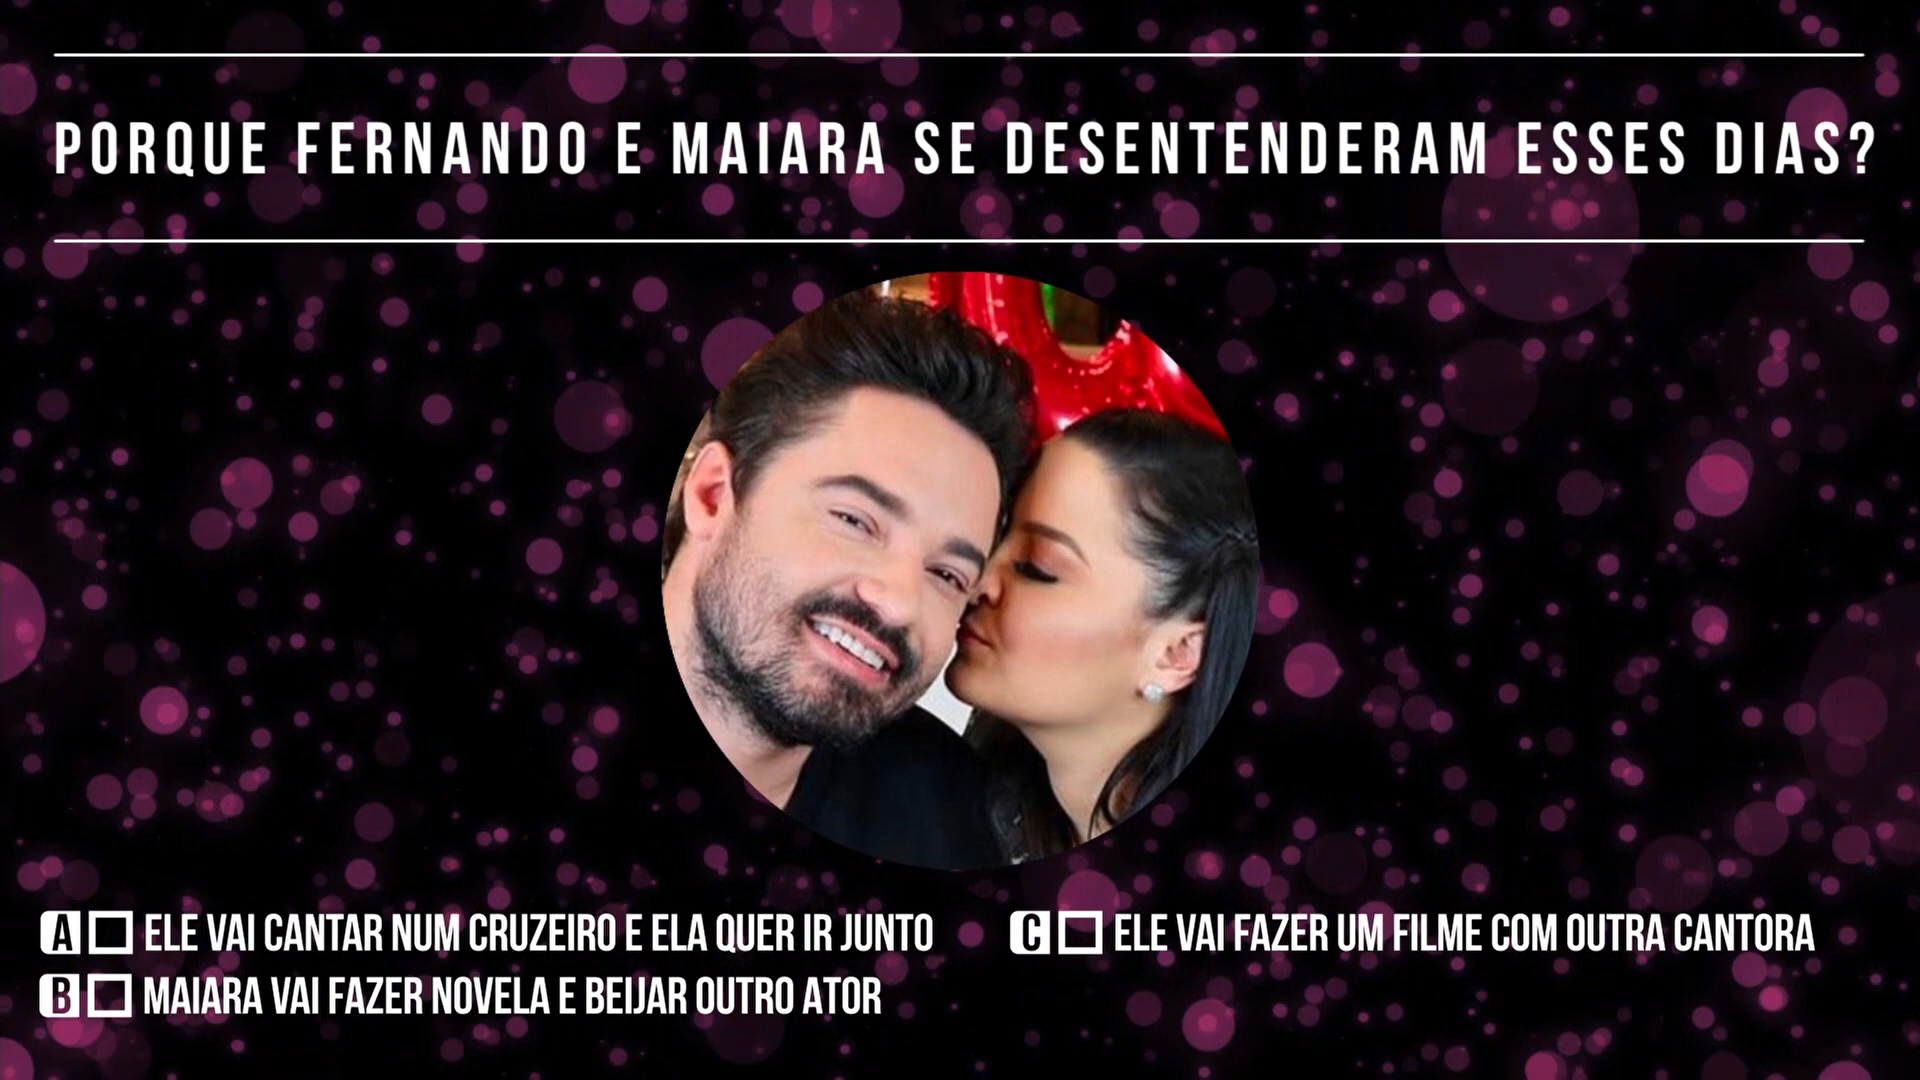 PORQUE FERNANDO E MAIARA SE DESENTENDERAM ESSES DIAS?
A ELE VAI CANTAR NUM CRUZEIRO E ELA QUER IR JUNTO
B MAIARA VAI FAZER NOVELA E BEIJAR OUTRO ATOR
C ELE VAI FAZER UM FILME COM OUTRA CANTORA